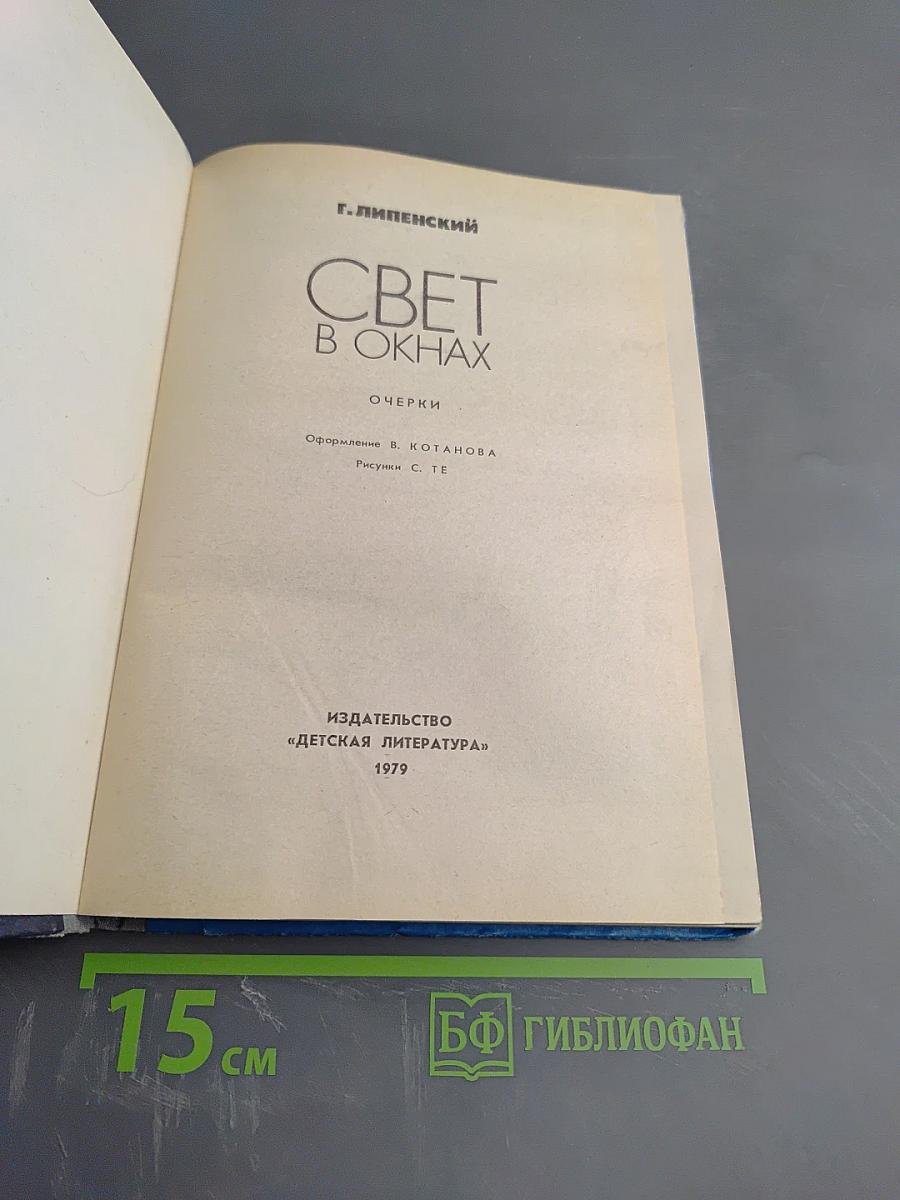 Г. ЛИПЕНСКИЙ
СВЕТ
В ОКНАХ
ОЧЕРКИ
Оформление В. КОТАНОВА
Рисунки С. ТЕ
ИЗДАТЕЛЬСТВО
«ДЕТСКАЯ ЛИТЕРАТУРА»
1979
15 СМ
БФ ГИБЛИОФАН